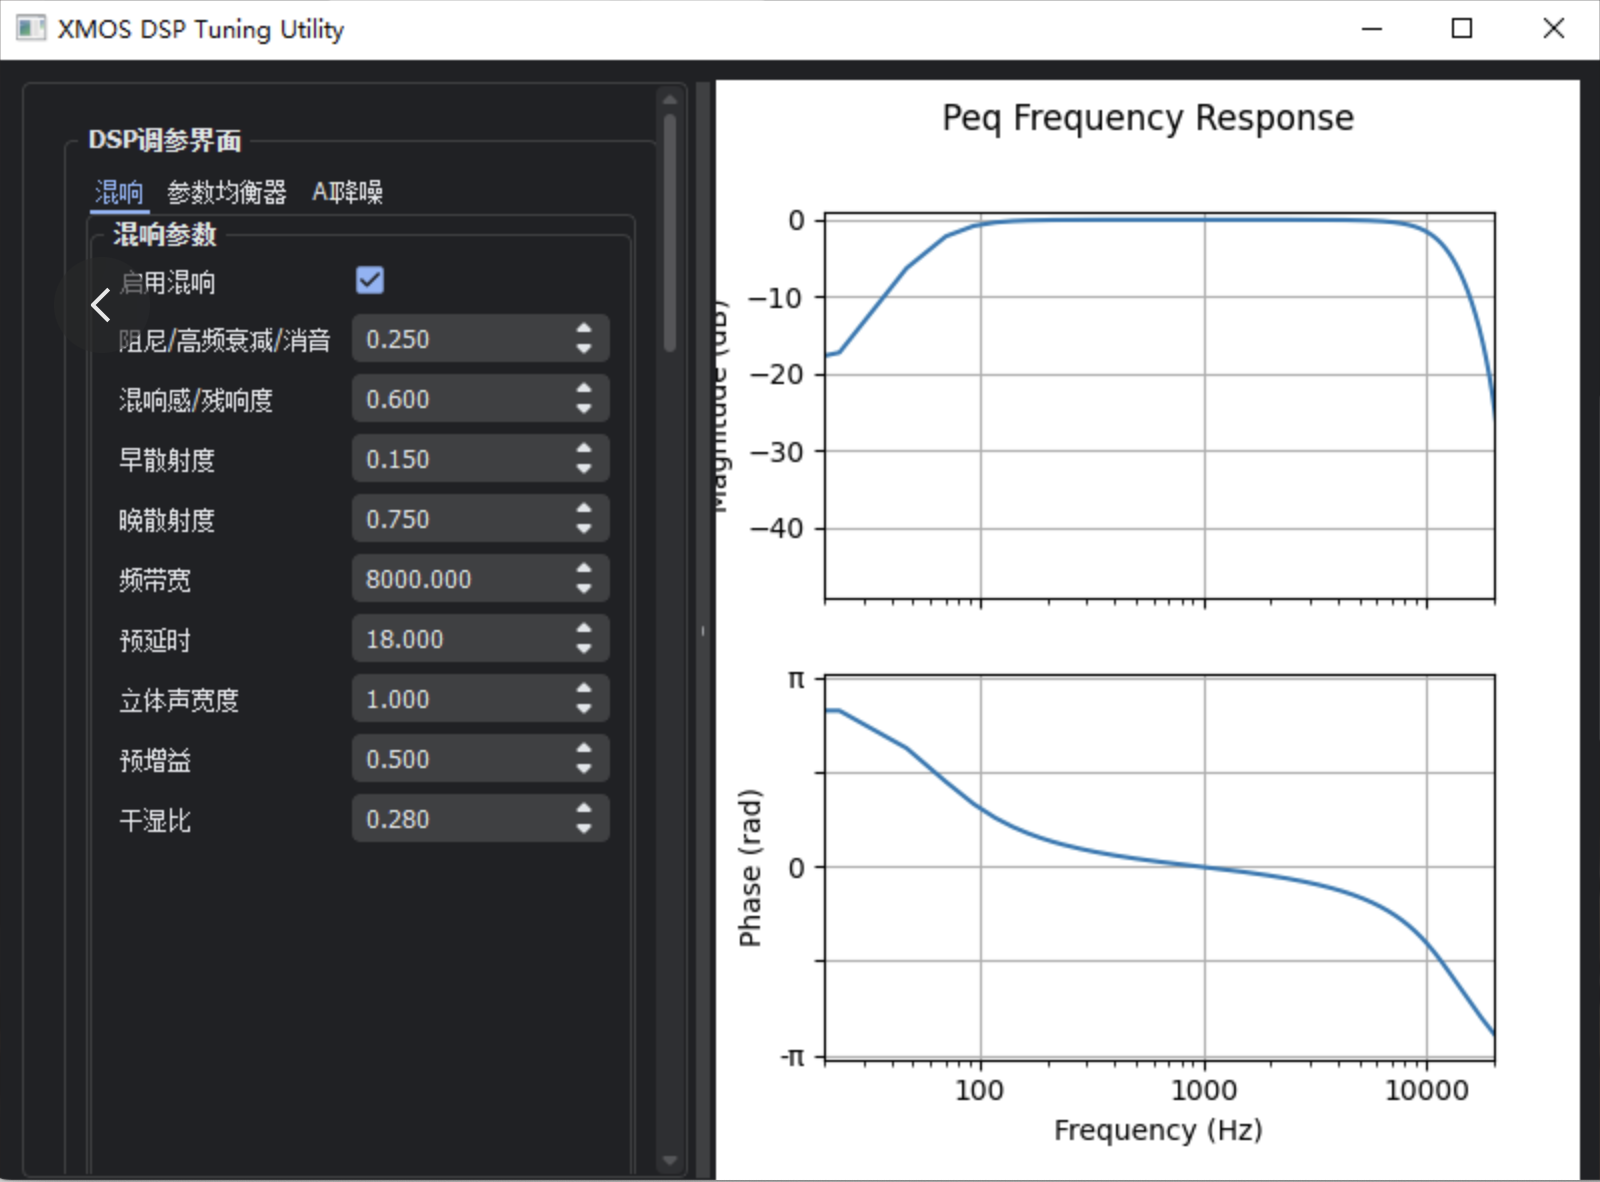 XMOS DSP Tuning Utility
DSP调参界面
混响 参数均衡器 AI降噪
混响参数
启用混响
阻尼/高频衰减/消音 0.250
混响感/残响度 0.600
早散射度 0.150
晚散射度 0.750
频带宽 8000.000
预延时 18.000
立体声宽度 1.000
预增益 0.500
干湿比 0.280
Peq Frequency Response
Magnitude (dB)
0
−10
−20
−30
−40
Phase (rad)
π
0
-π
100 1000 10000
Frequency (Hz)